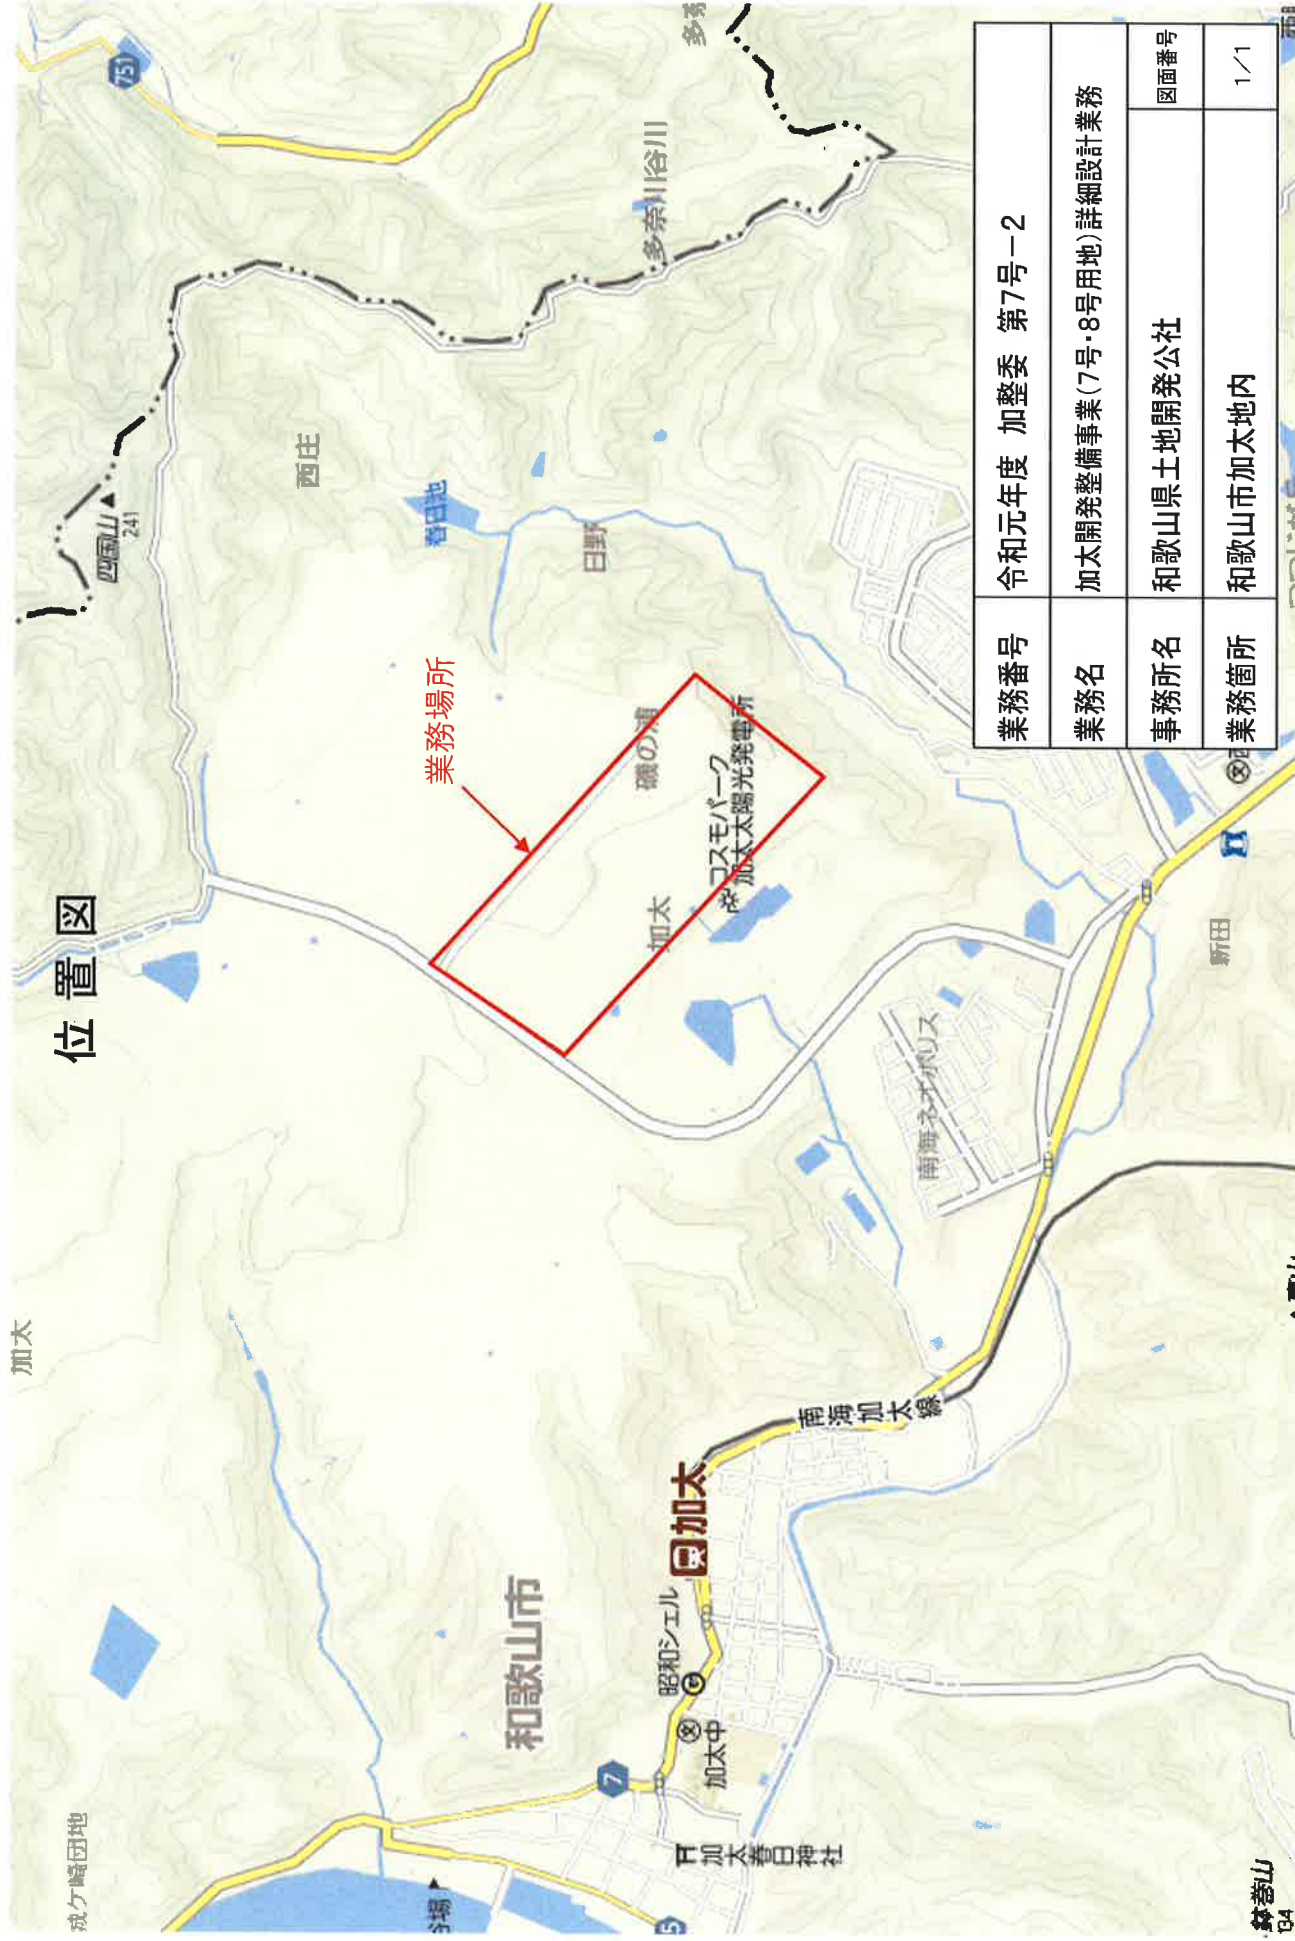 位置図
加太
751
多奈川谷川
四国山
241
西庄
春日池
日野
業務場所
磯の浦
コスモパーク
加太太陽光発電所
加太
南海ネオポリス
新田
南海加太線
加太
昭和シェル
和歌山市
加太中
7
加太春日神社
城ケ崎団地
鉢巻山
134
業務番号 令和元年度 加整委 第7号-2
業務名 加太開発整備事業(7号・8号用地)詳細設計業務
事務所名 和歌山県土地開発公社 図面番号
業務箇所 和歌山市加太地内 1/1